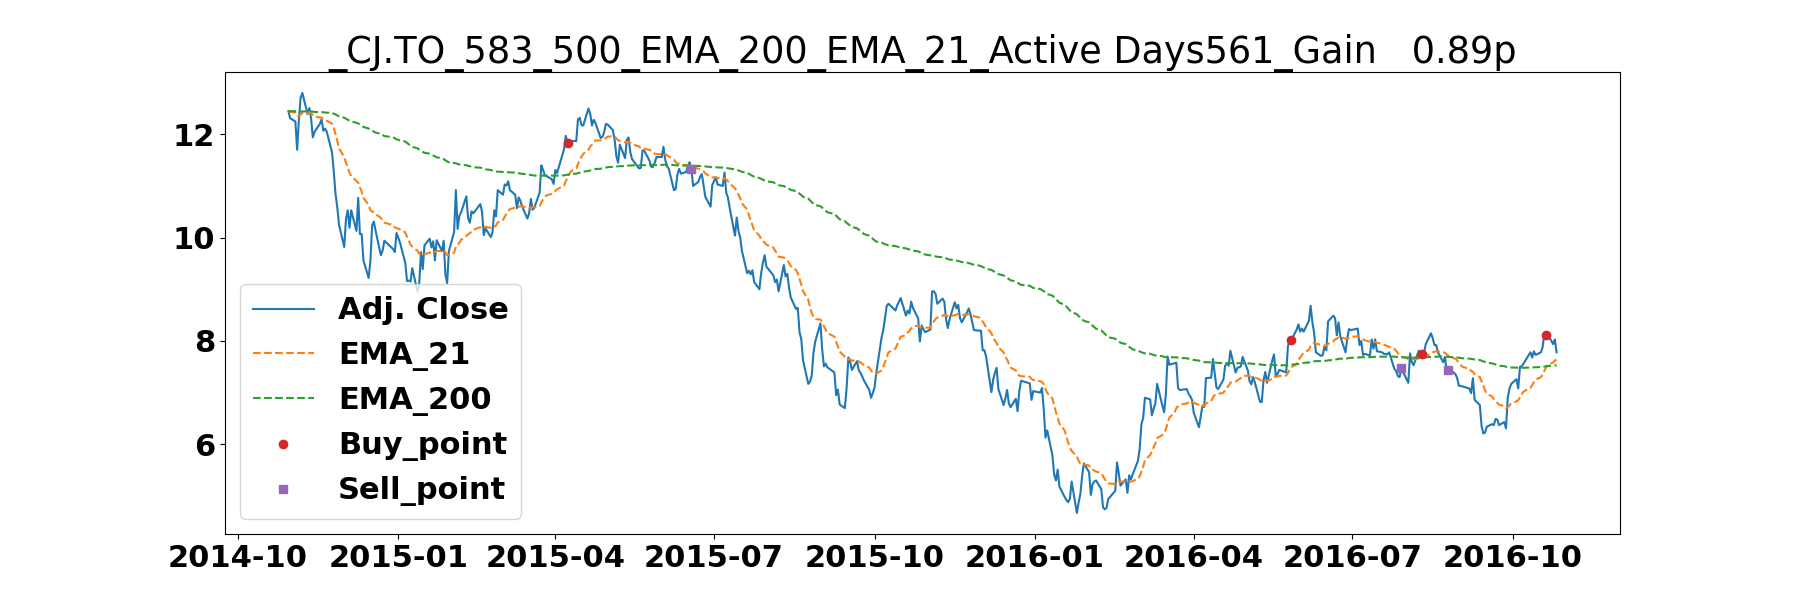 _CJ.TO_583_500_EMA_200_EMA_21_Active Days561_Gain   0.89p
12
10
8
6
Adj. Close
EMA_21
EMA_200
Buy_point
Sell_point
2014-10 2015-01 2015-04 2015-07 2015-10 2016-01 2016-04 2016-07 2016-10